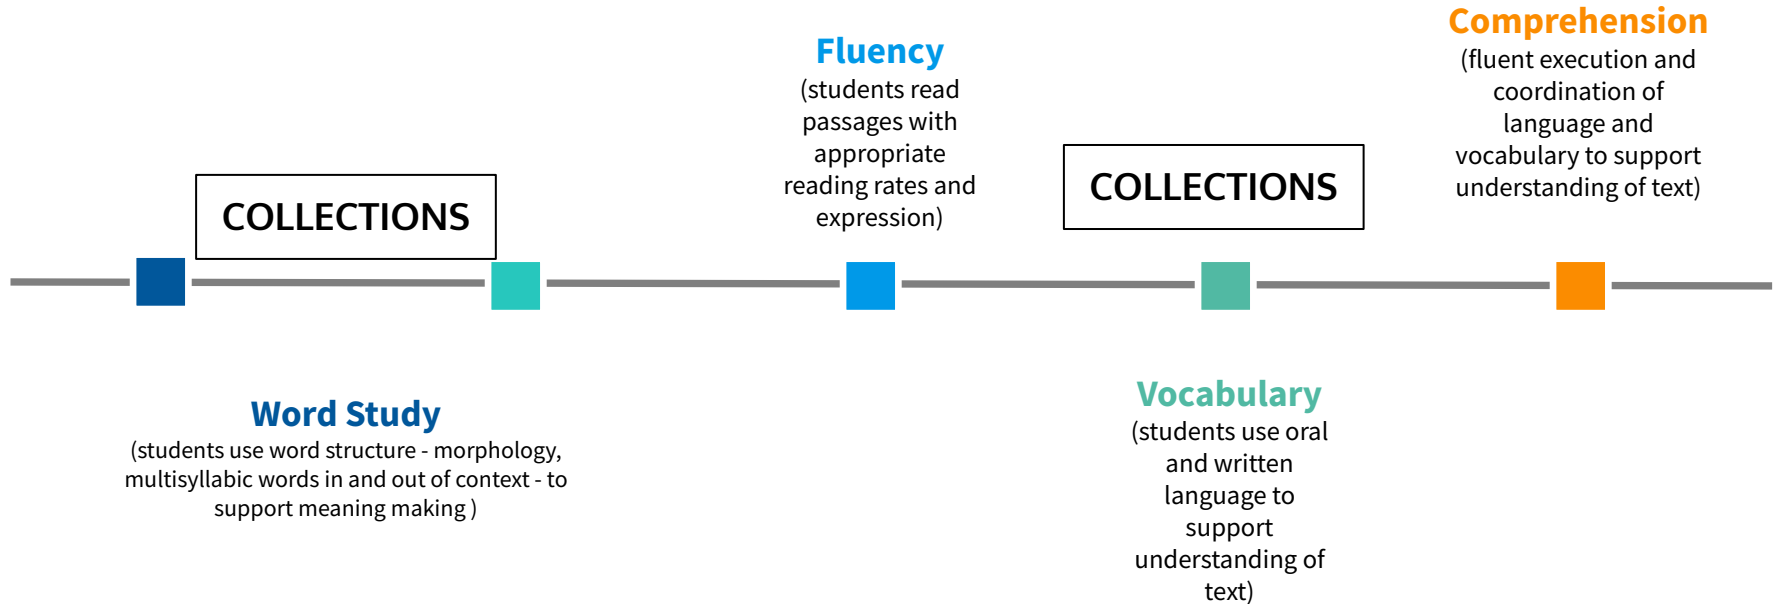 Comprehension
(fluent execution and
coordination of
language and
vocabulary to support
understanding of text)
Fluency
(students read
passages with
appropriate
reading rates and
expression)
COLLECTIONS
COLLECTIONS
Word Study
(students use word structure - morphology,
multisyllabic words in and out of context - to
support meaning making )
Vocabulary
(students use oral
and written
language to
support
understanding of
text)